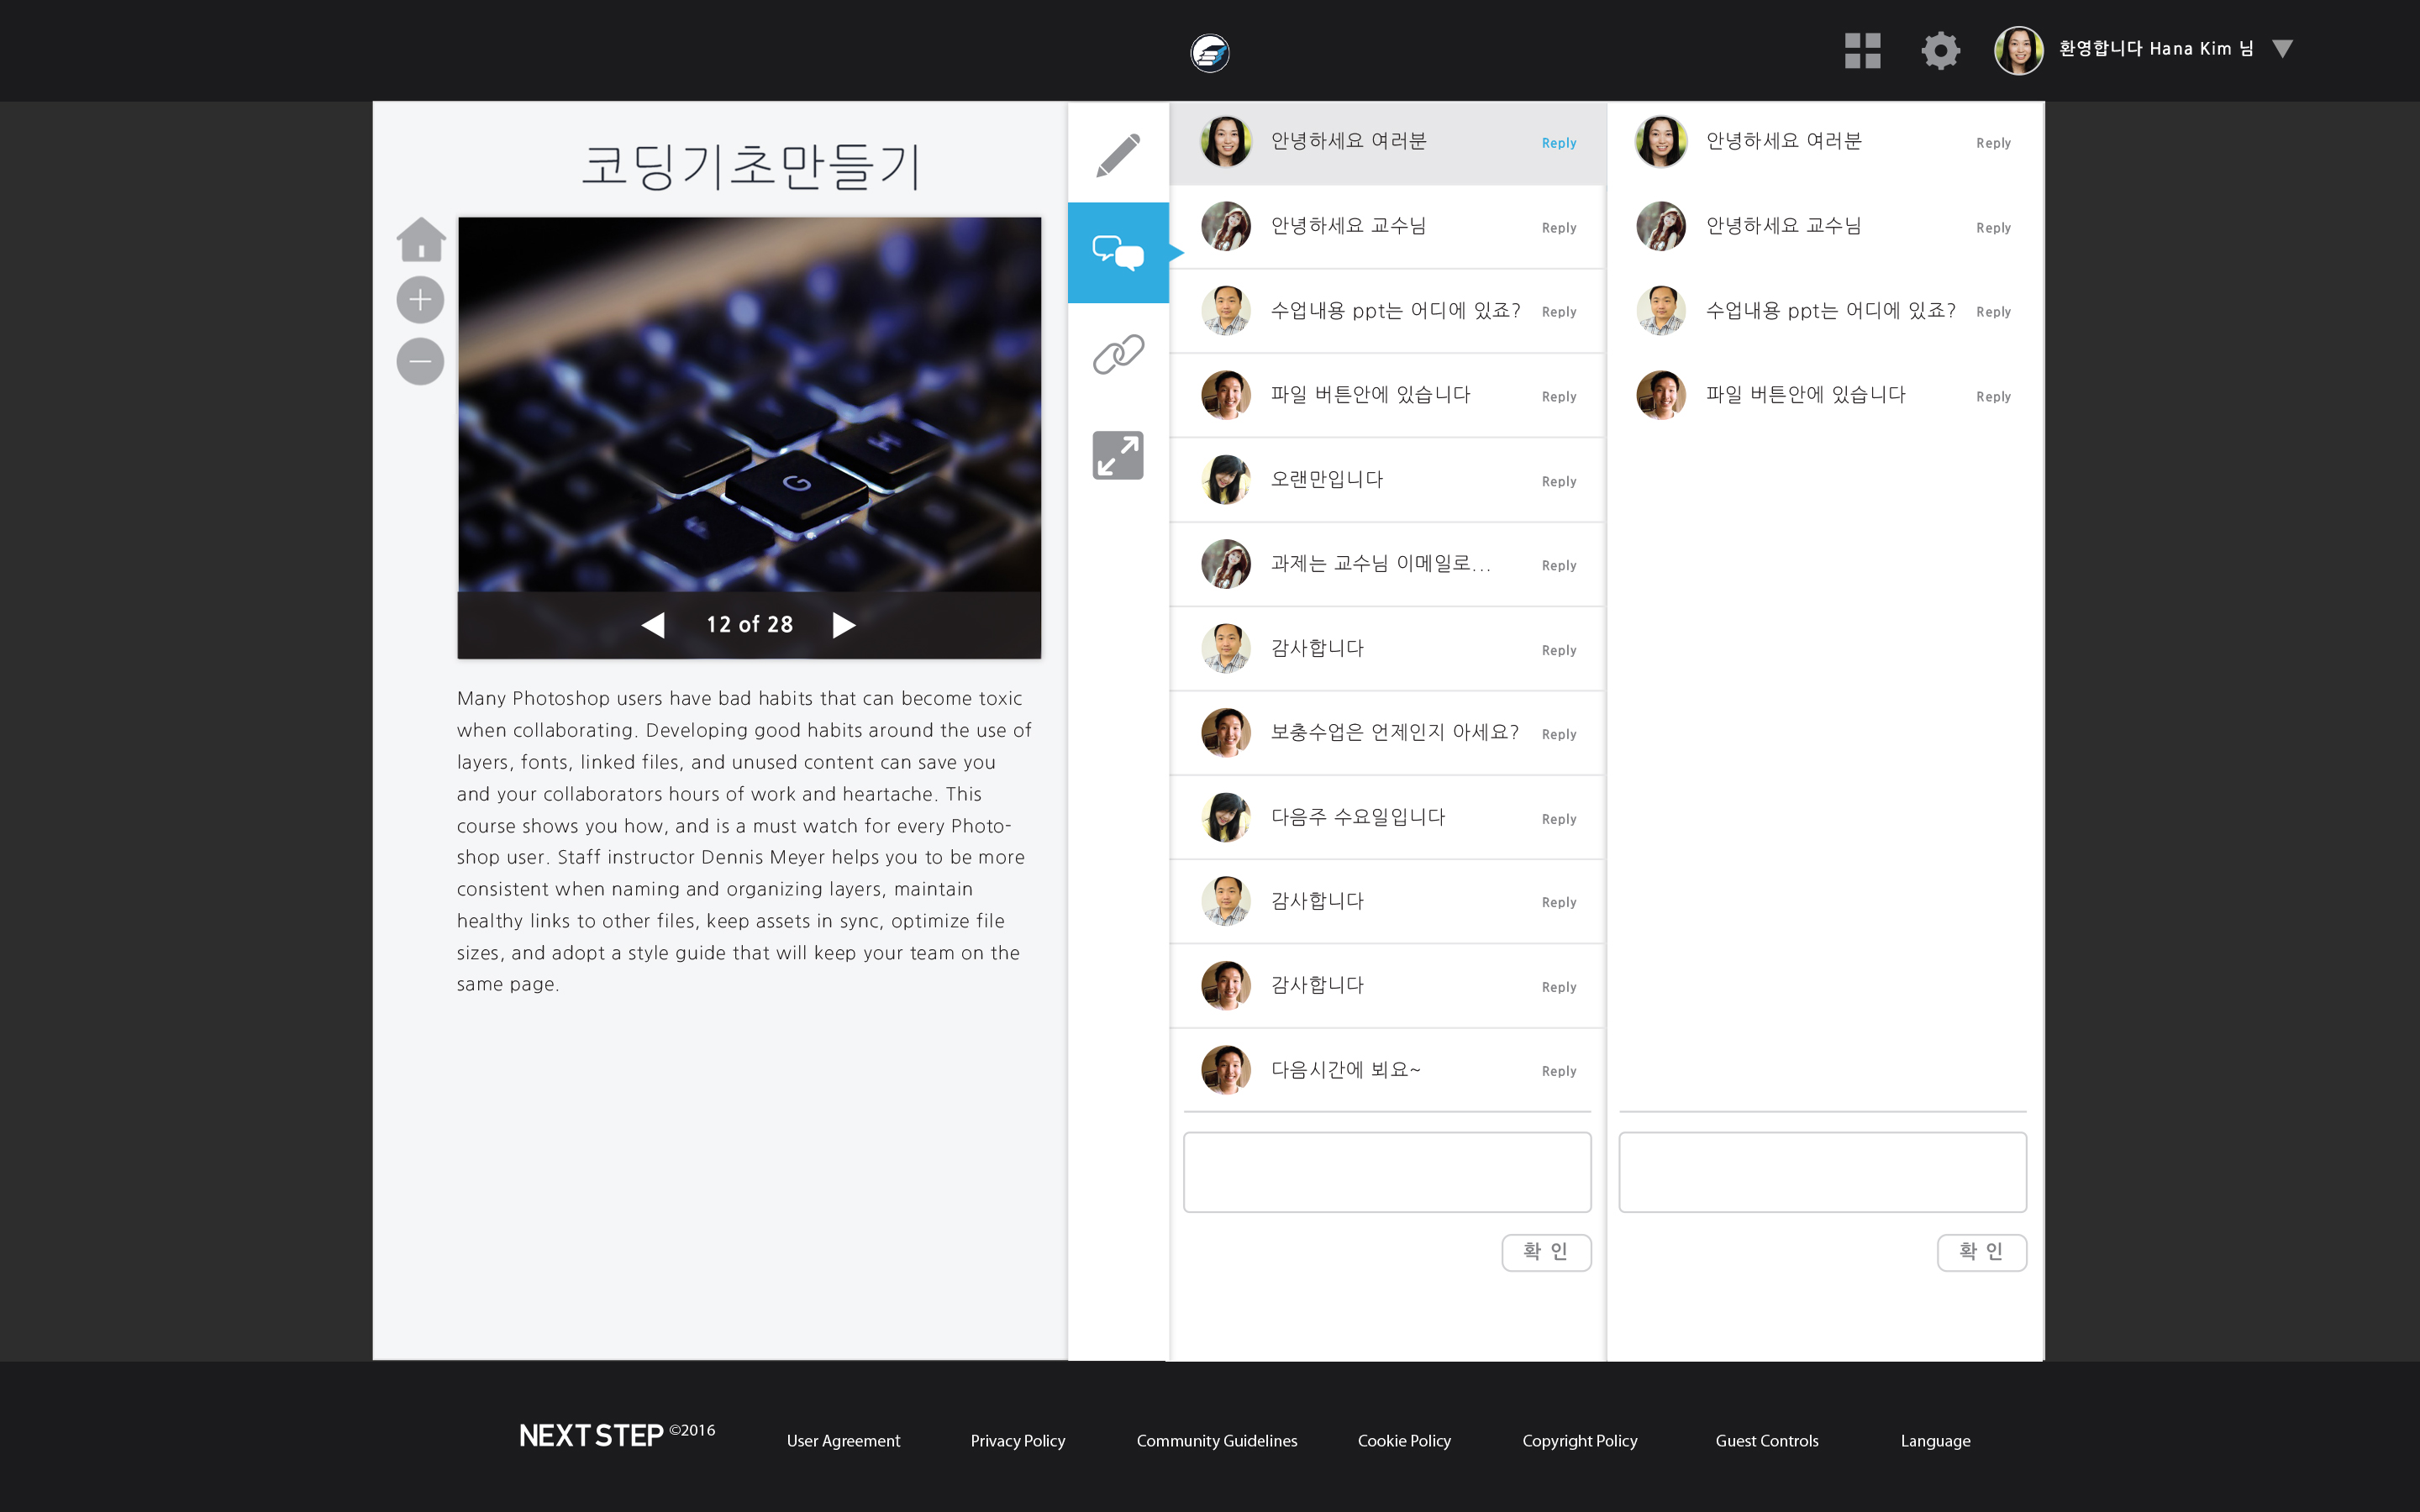 환영합니다 Hana Kim 님
코딩기초만들기
G
H
F
12 of 28
Many Photoshop users have bad habits that can become toxic
when collaborating. Developing good habits around the use of
layers, fonts, linked files, and unused content can save you
and your collaborators hours of work and heartache. This
course shows you how, and is a must watch for every Photo-
shop user. Staff instructor Dennis Meyer helps you to be more
consistent when naming and organizing layers, maintain
healthy links to other files, keep assets in sync, optimize file
sizes, and adopt a style guide that will keep your team on the
same page.
안녕하세요 여러분 Reply
안녕하세요 교수님 Reply
수업내용 ppt는 어디에 있죠? Reply
파일 버튼안에 있습니다 Reply
오랜만입니다 Reply
과제는 교수님 이메일로... Reply
감사합니다 Reply
보충수업은 언제인지 아세요? Reply
다음주 수요일입니다 Reply
감사합니다 Reply
감사합니다 Reply
다음시간에 뵈요~ Reply
확 인
안녕하세요 여러분 Reply
안녕하세요 교수님 Reply
수업내용 ppt는 어디에 있죠? Reply
파일 버튼안에 있습니다 Reply
확 인
NEXT STEP ©2016
User Agreement
Privacy Policy
Community Guidelines
Cookie Policy
Copyright Policy
Guest Controls
Language